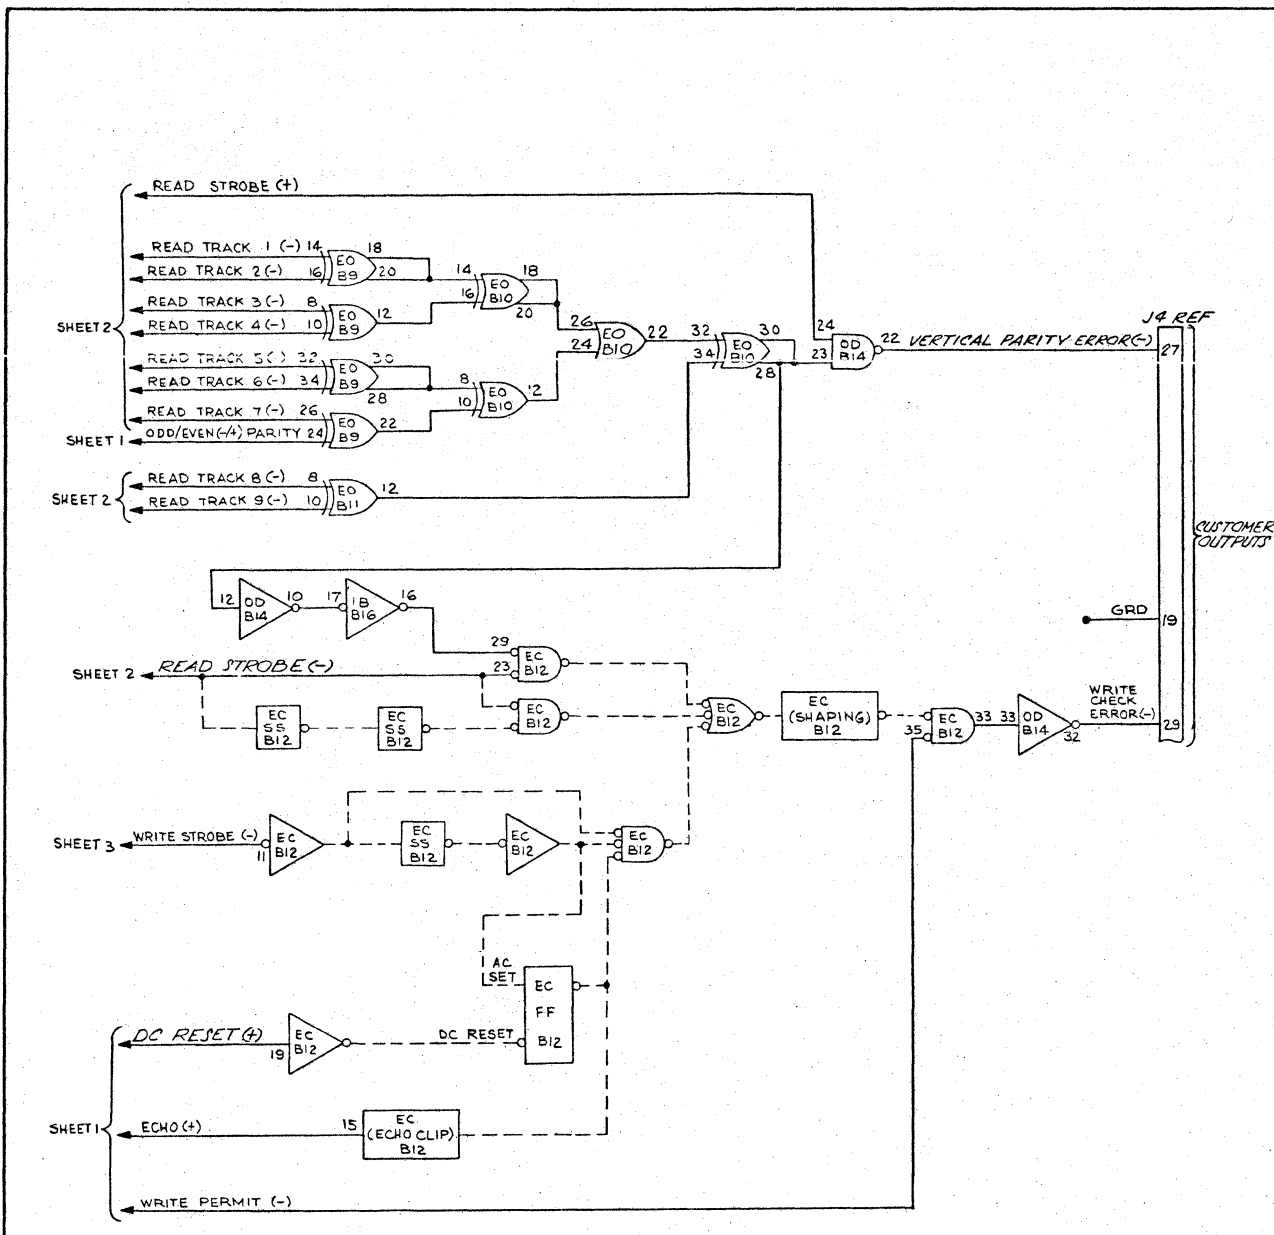 READ STROBE (+)
READ TRACK 1 (-) 14
18
READ TRACK 2 (-) 16
EO
B9
20
READ TRACK 3 (-) 8
READ TRACK 4 (-) 10
EO
B9
12
14
16
EO
B10
18
20
SHEET 2
READ TRACK 5 (-) 32
READ TRACK 6 (-) 34
EO
B9
30
28
READ TRACK 7 (-) 26
SHEET 1
ODD/EVEN (-/+) PARITY 24
EO
B9
22
8
10
EO
B10
12
26
24
EO
B10
22
32
34
EO
B10
30
28
24
23
OD
B14
22
VERTICAL PARITY ERROR (-)
J4 REF
27
SHEET 2
READ TRACK 8 (-) 8
READ TRACK 9 (-) 10
EO
B11
12
CUSTOMER
OUTPUTS
12
OD
B14
10
17
IB
B16
16
GRD
19
SHEET 2
READ STROBE (-)
29
23
EC
B12
EC
SS
B12
EC
SS
B12
EC
B12
EC
B12
EC
(SHAPING)
B12
35
EC
B12
33
33
OD
B14
32
WRITE
CHECK
ERROR (-)
29
SHEET 3
WRITE STROBE (-)
11
EC
B12
EC
SS
B12
EC
B12
EC
B12
AC
SET
EC
FF
B12
DC RESET (+)
19
EC
B12
DC RESET
SHEET 1
ECHO (+)
15
EC
(ECHO CLIP)
B12
WRITE PERMIT (-)